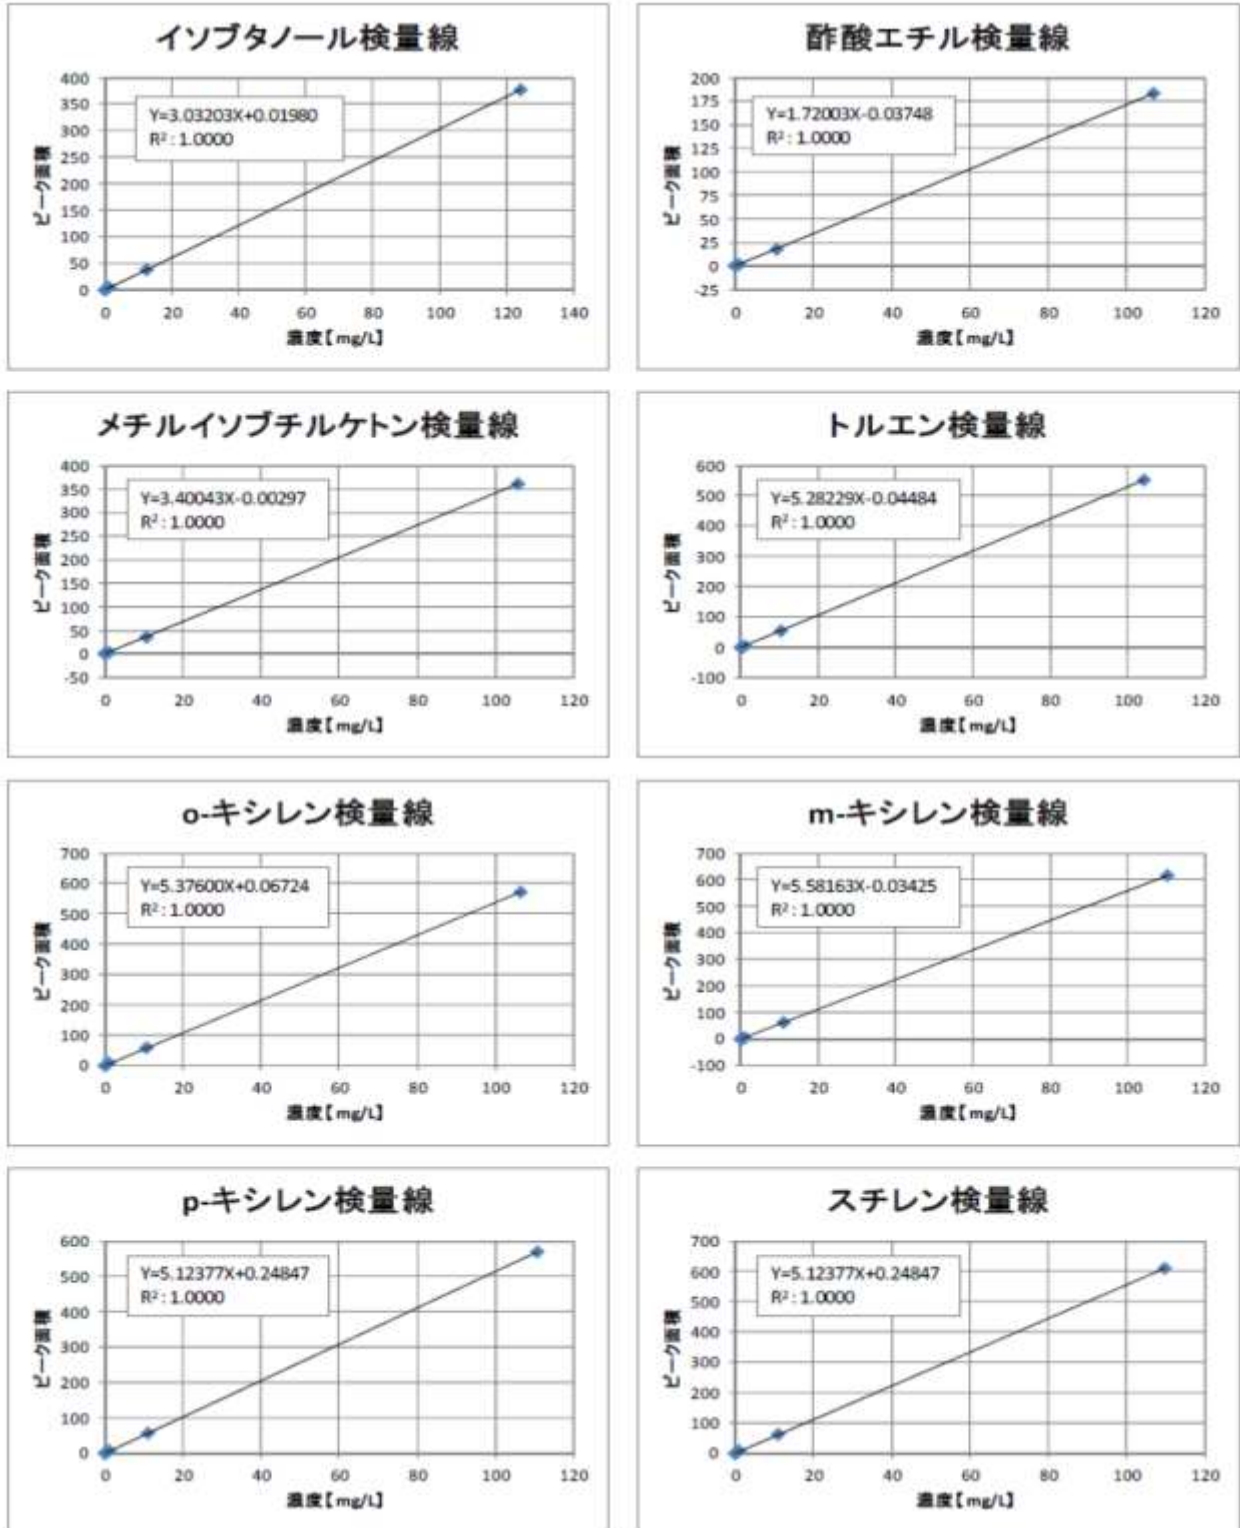 イソブタノール検量線
400
350
300
250
200
150
100
50
0
ピーク面積
Y=3.03203X+0.01980
R²：1.0000
0 20 40 60 80 100 120 140
濃度【mg/L】
酢酸エチル検量線
200
175
150
125
100
75
50
25
0
-25
ピーク面積
Y=1.72003X-0.03748
R²：1.0000
0 20 40 60 80 100 120
濃度【mg/L】
メチルイソブチルケトン検量線
400
350
300
250
200
150
100
50
0
-50
ピーク面積
Y=3.40043X-0.00297
R²：1.0000
0 20 40 60 80 100 120
濃度【mg/L】
トルエン検量線
600
500
400
300
200
100
0
-100
ピーク面積
Y=5.28229X-0.04484
R²：1.0000
0 20 40 60 80 100 120
濃度【mg/L】
o-キシレン検量線
700
600
500
400
300
200
100
0
ピーク面積
Y=5.37600X+0.06724
R²：1.0000
0 20 40 60 80 100 120
濃度【mg/L】
m-キシレン検量線
700
600
500
400
300
200
100
0
-100
ピーク面積
Y=5.58163X-0.03425
R²：1.0000
0 20 40 60 80 100 120
濃度【mg/L】
p-キシレン検量線
600
500
400
300
200
100
0
ピーク面積
Y=5.12377X+0.24847
R²：1.0000
0 20 40 60 80 100 120
濃度【mg/L】
スチレン検量線
700
600
500
400
300
200
100
0
ピーク面積
Y=5.12377X+0.24847
R²：1.0000
0 20 40 60 80 100 120
濃度【mg/L】